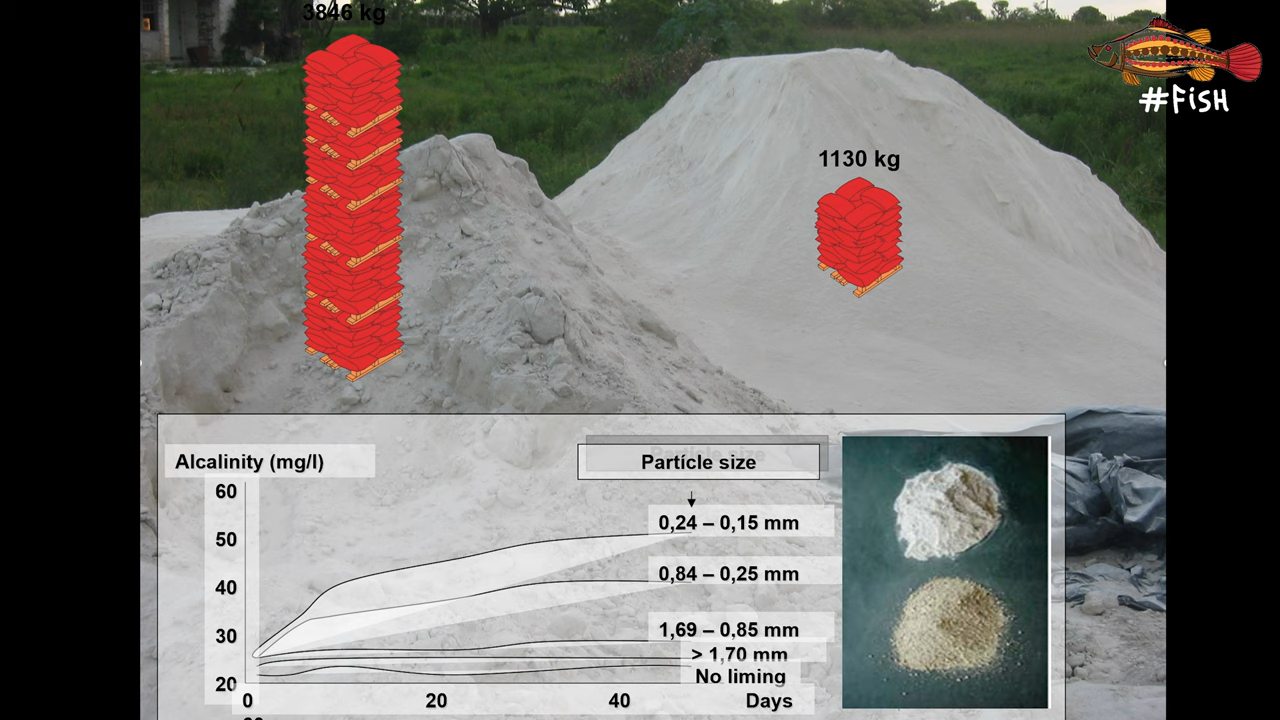 3846 kg
#FiSH
1130 kg
Alcalinity (mg/l)
Partícle size
60
0,24 – 0,15 mm
50
0,84 – 0,25 mm
40
1,69 – 0,85 mm
30
> 1,70 mm
No liming
20
0
20
40
Days